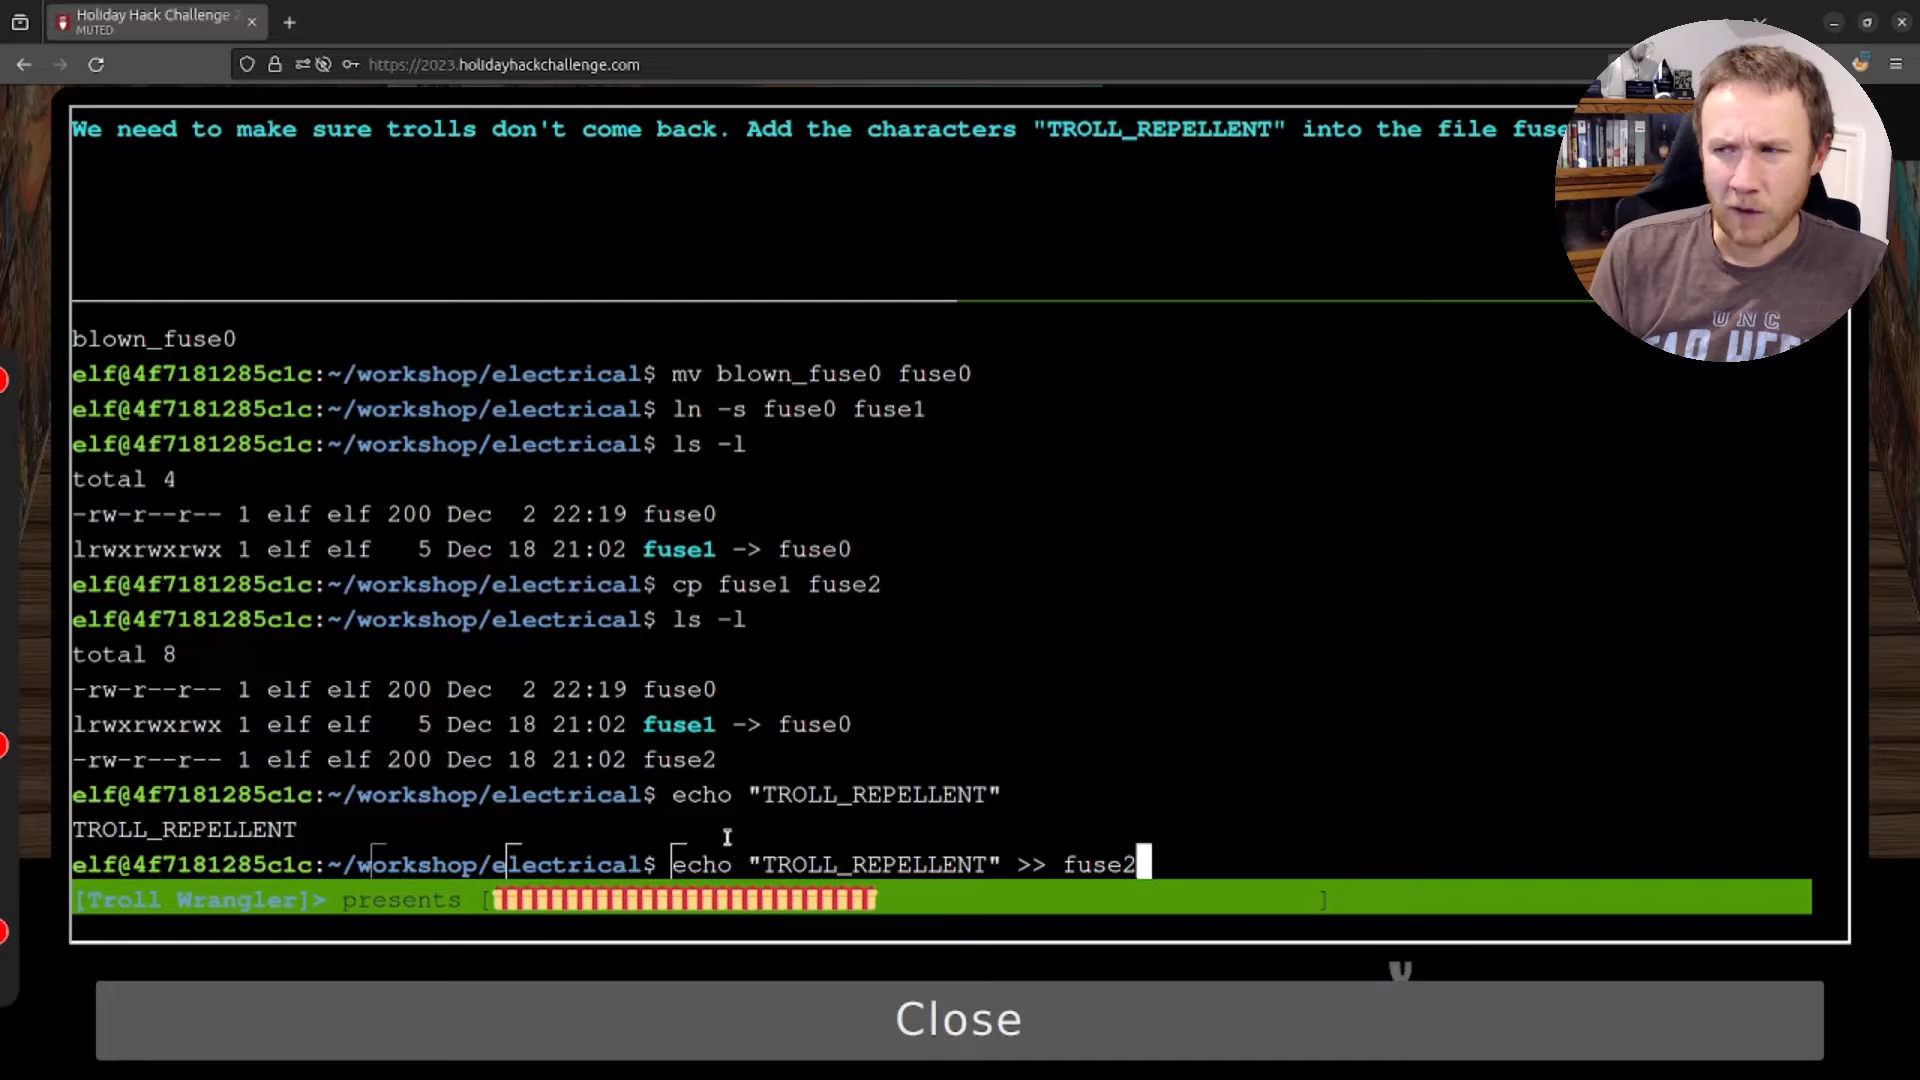 Holiday Hack Challenge 2
MUTED
https://2023.holidayhackchallenge.com
We need to make sure trolls don't come back. Add the characters "TROLL_REPELLENT" into the file fuse
blown_fuse0
elf@4f7181285c1c:~/workshop/electrical$ mv blown_fuse0 fuse0
elf@4f7181285c1c:~/workshop/electrical$ ln -s fuse0 fuse1
elf@4f7181285c1c:~/workshop/electrical$ ls -l
total 4
-rw-r--r-- 1 elf elf 200 Dec  2 22:19 fuse0
lrwxrwxrwx 1 elf elf   5 Dec 18 21:02 fuse1 -> fuse0
elf@4f7181285c1c:~/workshop/electrical$ cp fuse1 fuse2
elf@4f7181285c1c:~/workshop/electrical$ ls -l
total 8
-rw-r--r-- 1 elf elf 200 Dec  2 22:19 fuse0
lrwxrwxrwx 1 elf elf   5 Dec 18 21:02 fuse1 -> fuse0
-rw-r--r-- 1 elf elf 200 Dec 18 21:02 fuse2
elf@4f7181285c1c:~/workshop/electrical$ echo "TROLL_REPELLENT"
TROLL_REPELLENT
elf@4f7181285c1c:~/workshop/electrical$ echo "TROLL_REPELLENT" >> fuse2
[Troll Wrangler]> presents [ ]
Close
UNC